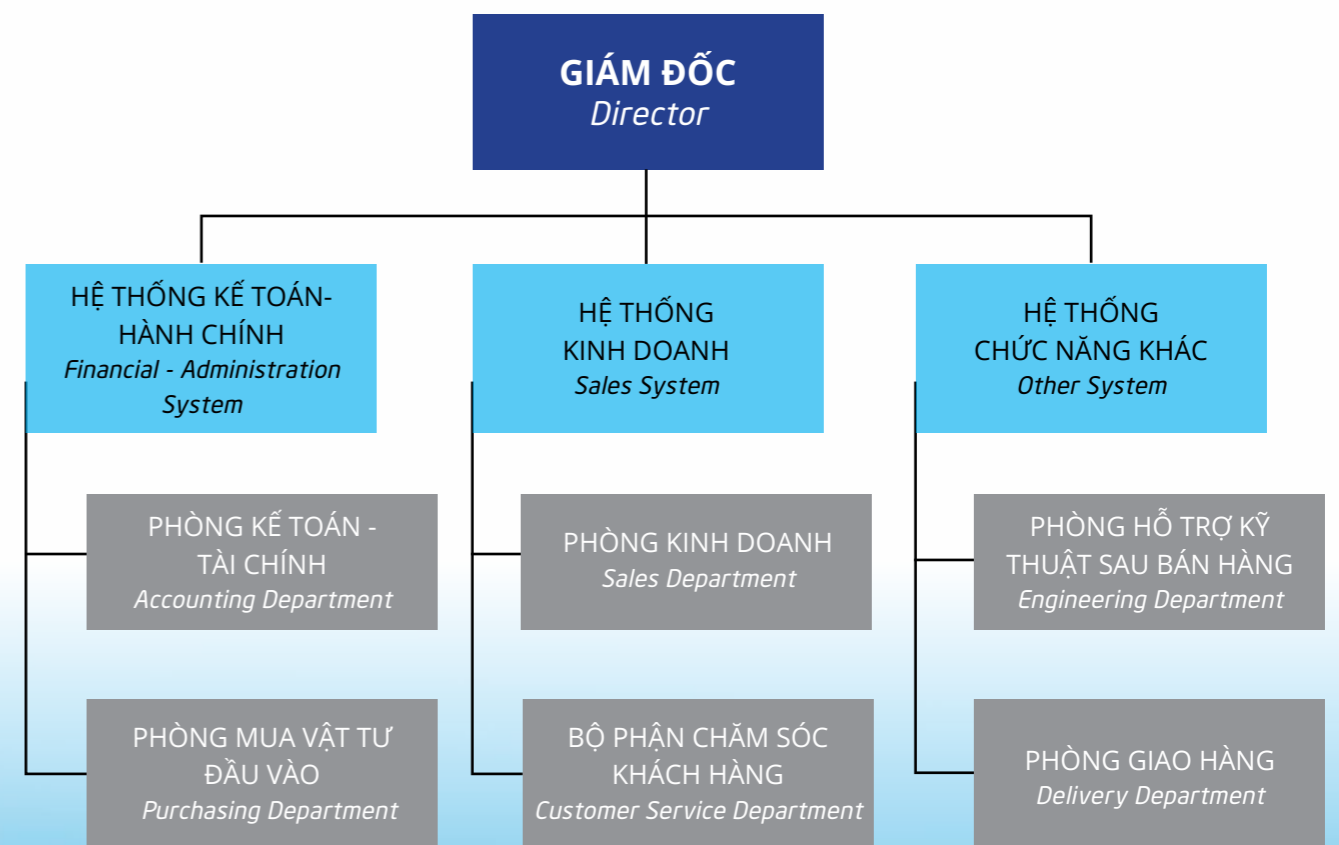 GIÁM ĐỐC
Director
HỆ THỐNG KẾ TOÁN-
HÀNH CHÍNH
Financial - Administration
System
HỆ THỐNG
KINH DOANH
Sales System
HỆ THỐNG
CHỨC NĂNG KHÁC
Other System
PHÒNG KẾ TOÁN -
TÀI CHÍNH
Accounting Department
PHÒNG KINH DOANH
Sales Department
PHÒNG HỖ TRỢ KỸ
THUẬT SAU BÁN HÀNG
Engineering Department
PHÒNG MUA VẬT TƯ
ĐẦU VÀO
Purchasing Department
BỘ PHẬN CHĂM SÓC
KHÁCH HÀNG
Customer Service Department
PHÒNG GIAO HÀNG
Delivery Department